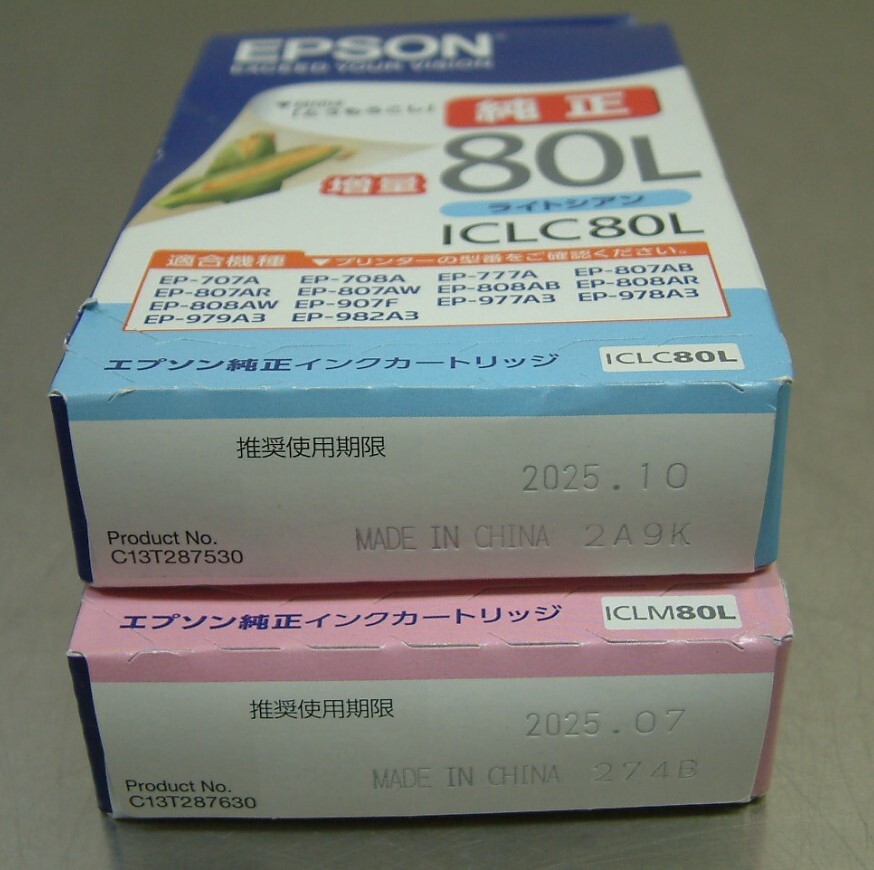 EPSON
EXCEED YOUR VISION
純正
80L
増量
ライトシアン
ICLC80L
適合機種 ▼プリンターの型番をご確認ください。
EP-707A EP-708A EP-777A EP-807AB
EP-807AR EP-807AW EP-808AB EP-808AR
EP-808AW EP-907F EP-977A3 EP-978A3
EP-979A3 EP-982A3
エプソン純正インクカートリッジ ICLC80L
推奨使用期限
2025.10
Product No.
C13T287530
MADE IN CHINA 2A9K
エプソン純正インクカートリッジ ICLM80L
推奨使用期限
2025.07
Product No.
C13T287630
MADE IN CHINA 274B